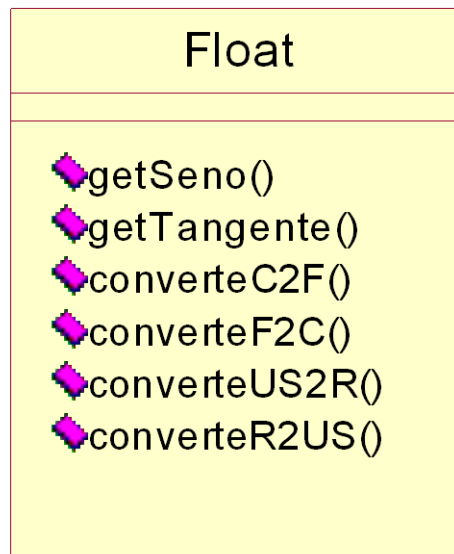 Float
getSeno()
getTangente()
converteC2F()
converteF2C()
converteUS2R()
converteR2US()